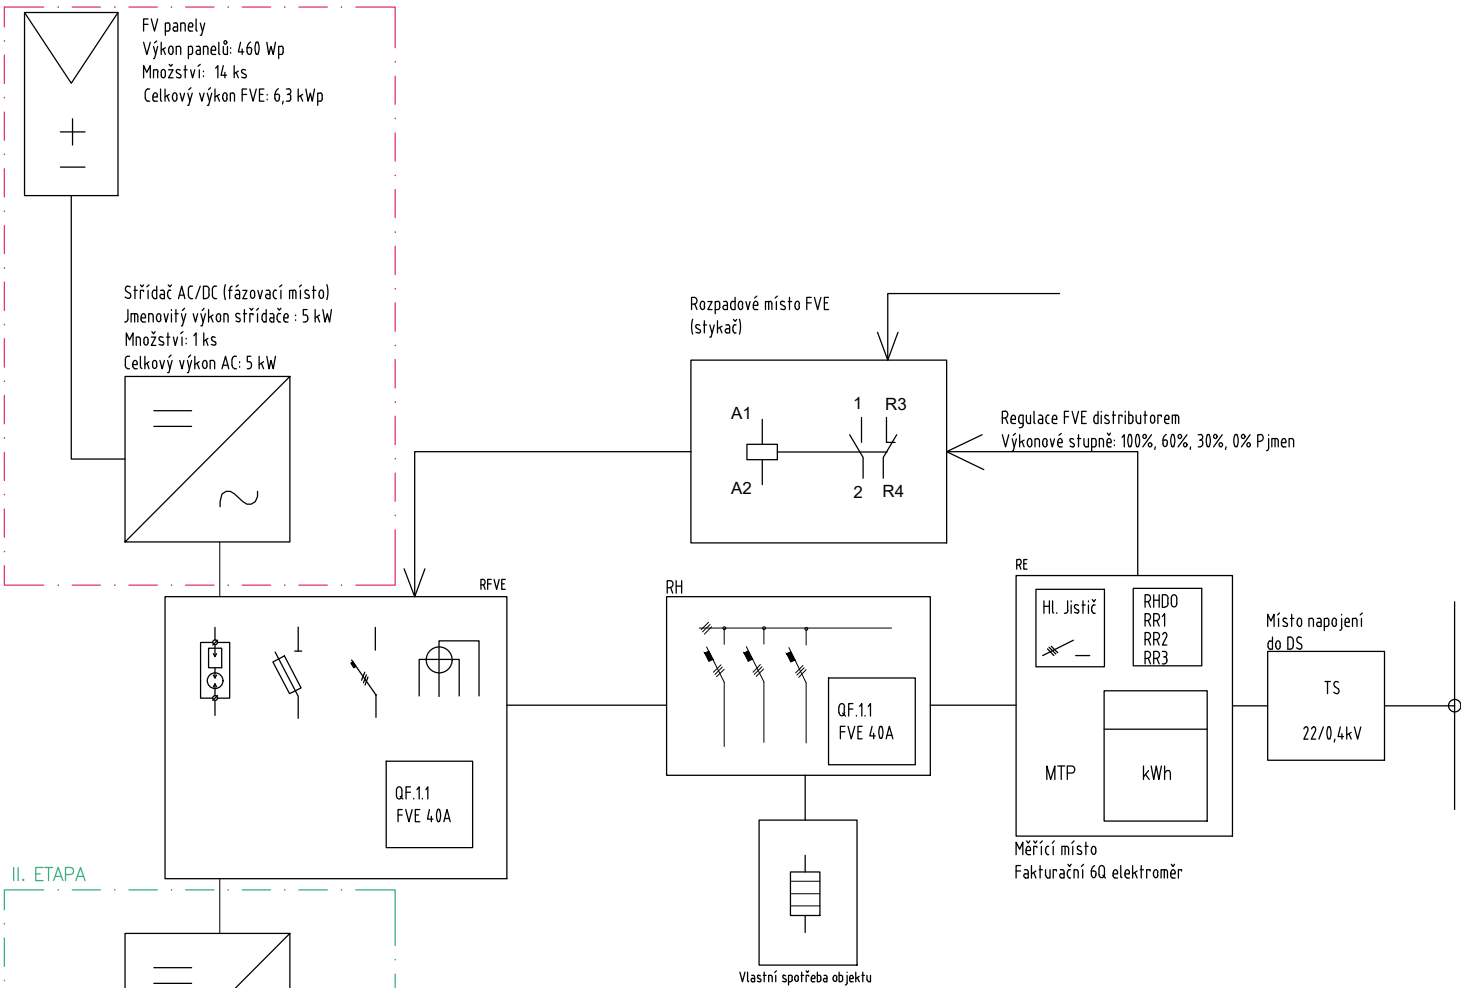 FV panely
Výkon panelů: 460 Wp
Množství: 14 ks
Celkový výkon FVE: 6,3 kWp
Střídač AC/DC (fázovací místo)
Jmenovitý výkon střídače : 5 kW
Množství: 1 ks
Celkový výkon AC: 5 kW
Rozpadové místo FVE
(stykač)
A1
1
R3
A2
2
R4
Regulace FVE distributorem
Výkonové stupně: 100%, 60%, 30%, 0% Pjmen
RFVE
QF.1.1
FVE 40A
RH
QF.1.1
FVE 40A
RE
Hl. Jistič
RHDO
RR1
RR2
RR3
MTP
kWh
Měřící místo
Fakturační 6Q elektroměr
Místo napojení
do DS
TS
22/0,4kV
Vlastní spotřeba objektu
II. ETAPA